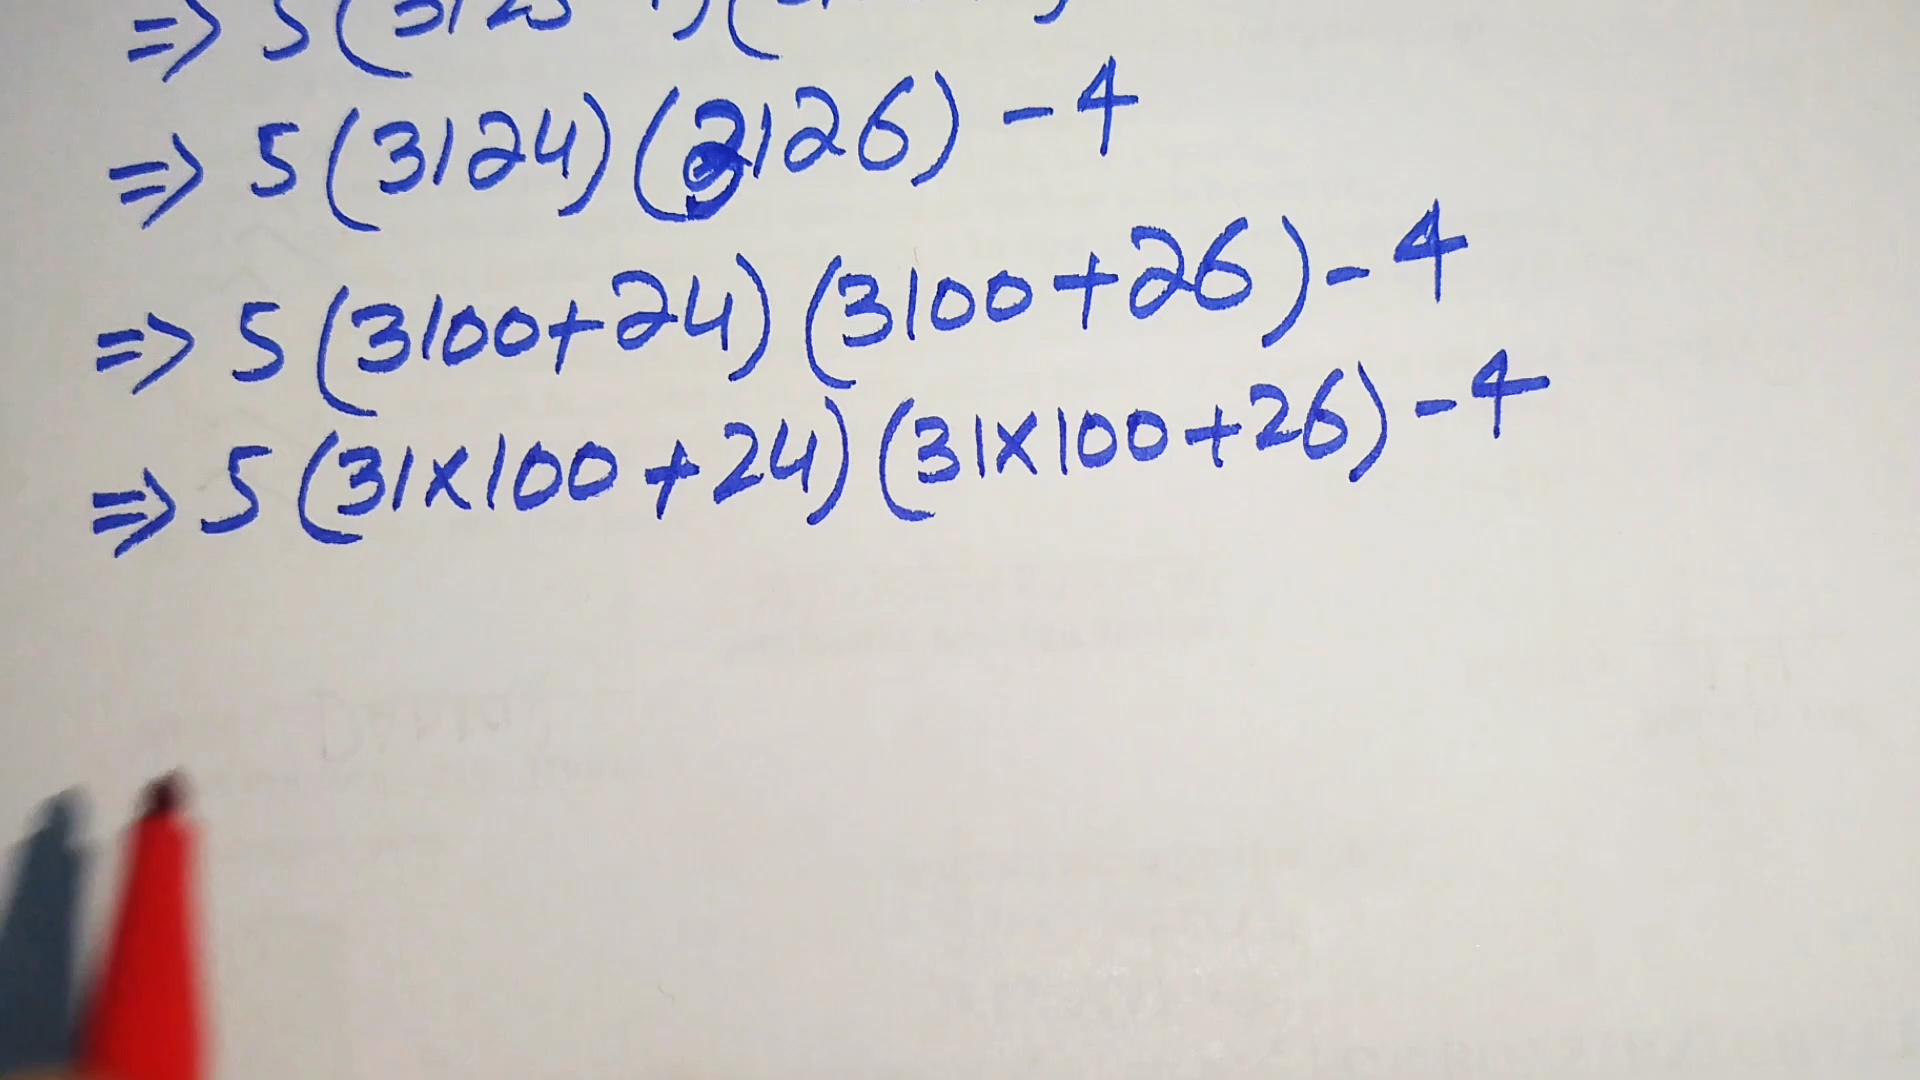 => 5(3124)(3126) - 4
=> 5(3100+24)(3100+26) - 4
=> 5(31×100+24)(31×100+26) - 4